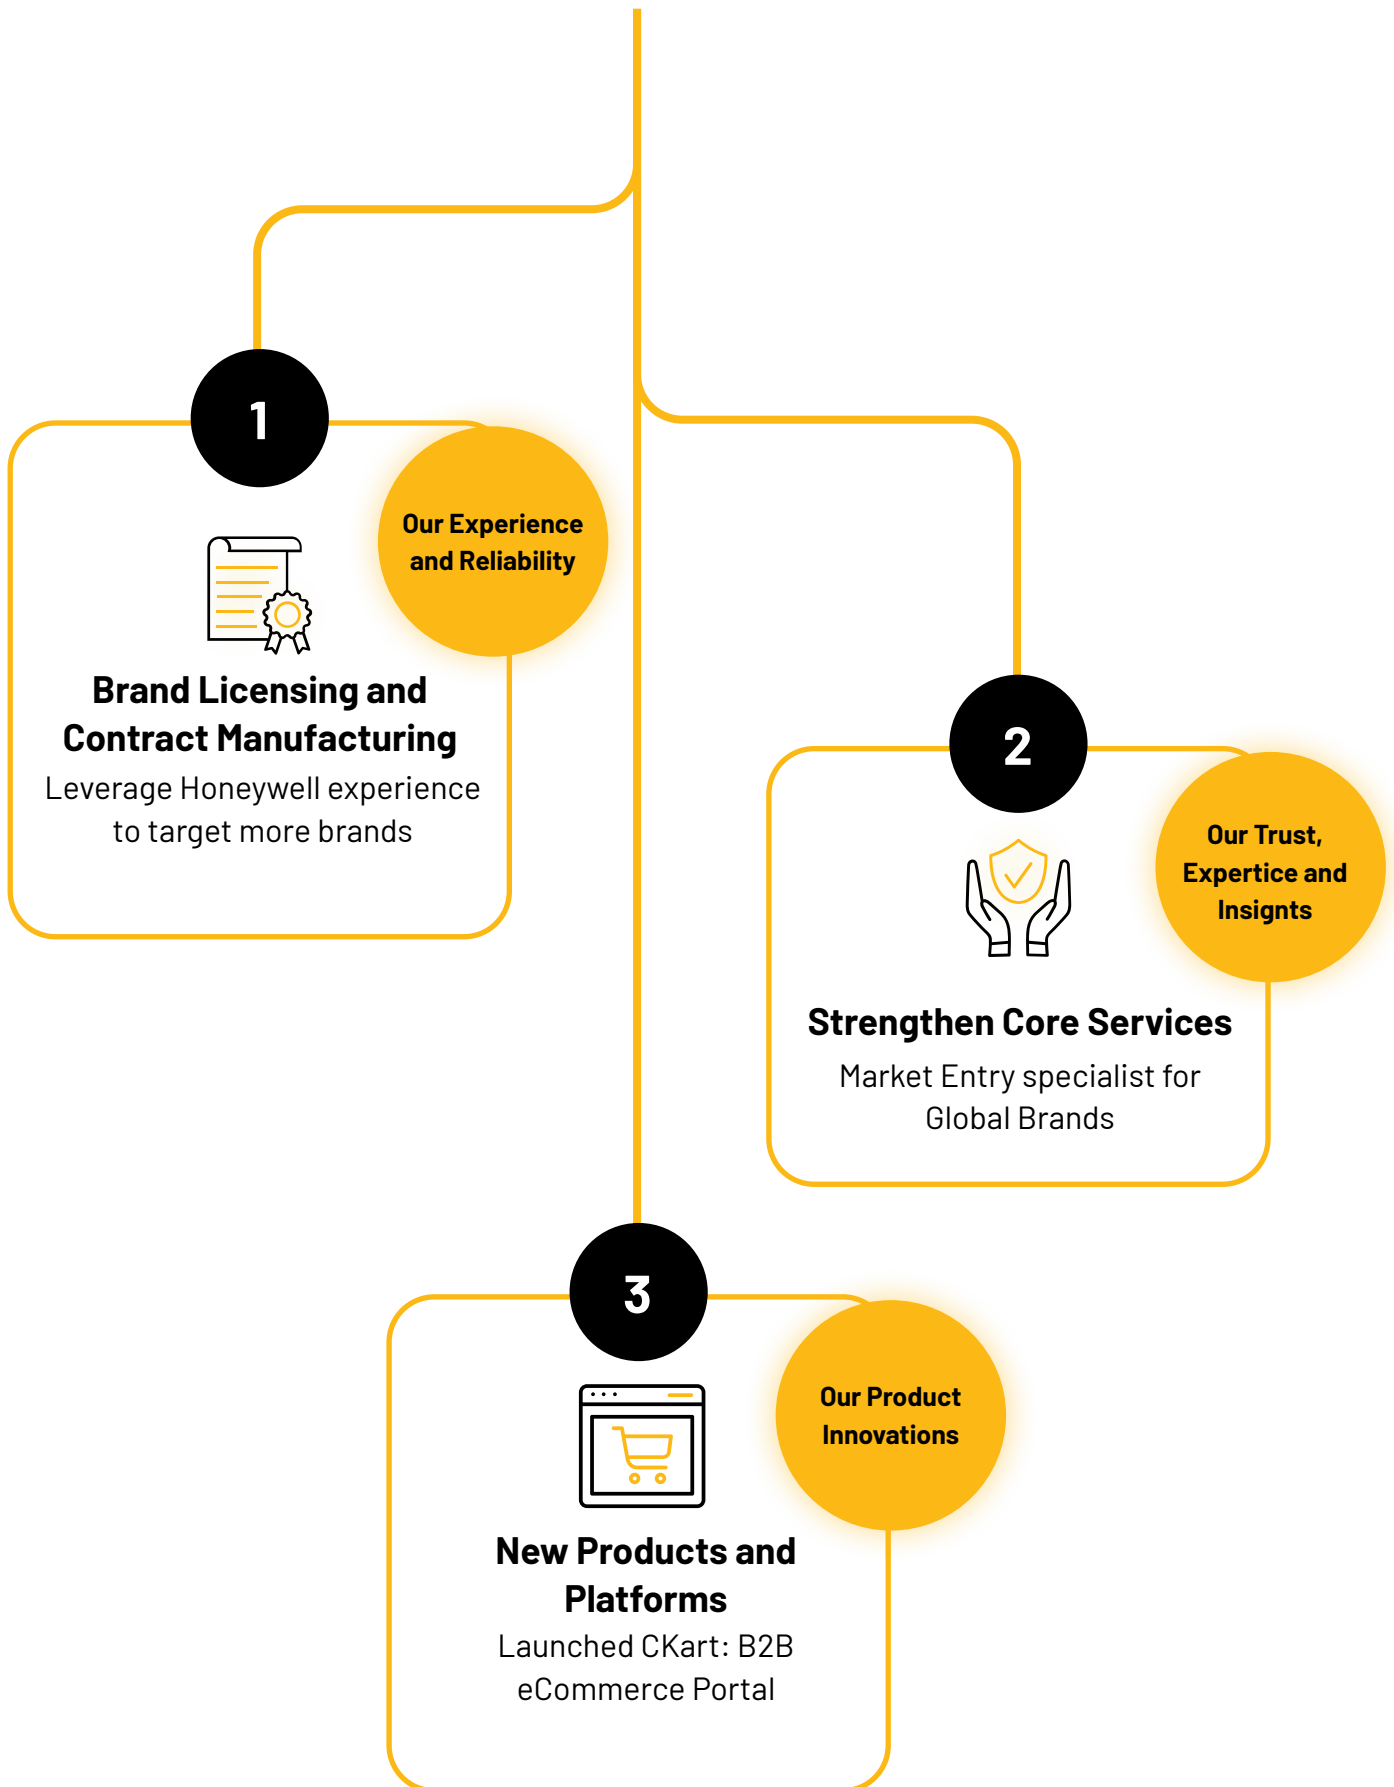 1
Our Experience
and Reliability
Brand Licensing and
Contract Manufacturing
Leverage Honeywell experience
to target more brands
2
Our Trust,
Expertice and
Insignts
Strengthen Core Services
Market Entry specialist for
Global Brands
3
Our Product
Innovations
New Products and
Platforms
Launched CKart: B2B
eCommerce Portal